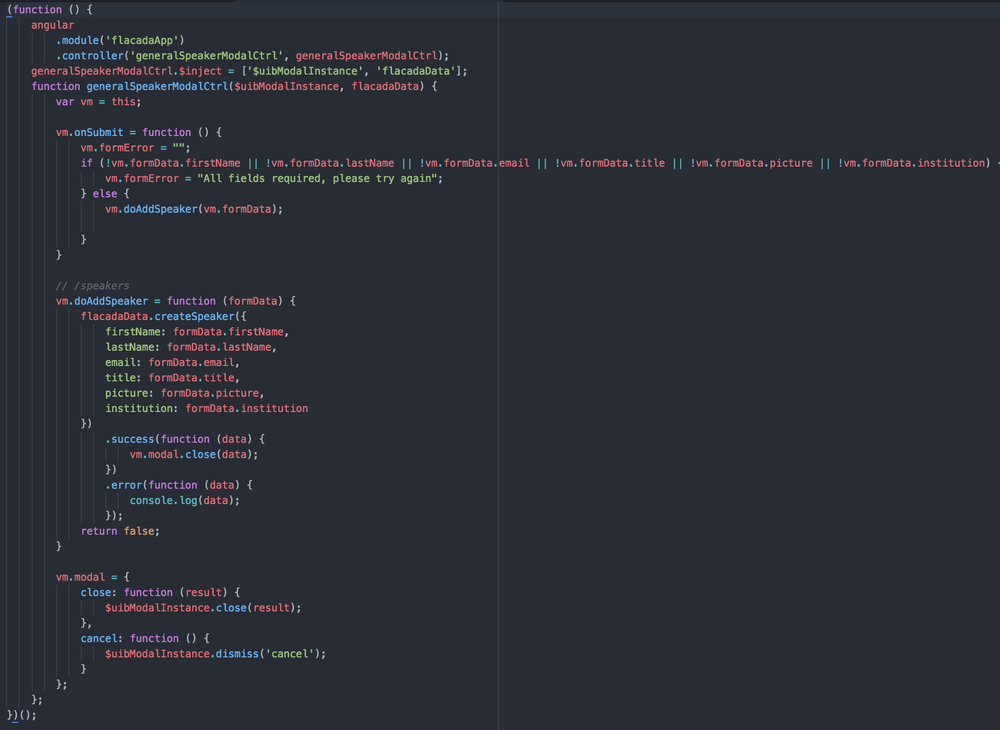 (function () {
    angular
        .module('flacadaApp')
        .controller('generalSpeakerModalCtrl', generalSpeakerModalCtrl);
    generalSpeakerModalCtrl.$inject = ['$uibModalInstance', 'flacadaData'];
    function generalSpeakerModalCtrl($uibModalInstance, flacadaData) {
        var vm = this;

        vm.onSubmit = function () {
            vm.formError = "";
            if (!vm.formData.firstName || !vm.formData.lastName || !vm.formData.email || !vm.formData.title || !vm.formData.picture || !vm.formData.institution) {
                vm.formError = "All fields required, please try again";
            } else {
                vm.doAddSpeaker(vm.formData);

            }
        }

        // /speakers
        vm.doAddSpeaker = function (formData) {
            flacadaData.createSpeaker({
                firstName: formData.firstName,
                lastName: formData.lastName,
                email: formData.email,
                title: formData.title,
                picture: formData.picture,
                institution: formData.institution
            })
                .success(function (data) {
                    vm.modal.close(data);
                })
                .error(function (data) {
                    console.log(data);
                });
            return false;
        }

        vm.modal = {
            close: function (result) {
                $uibModalInstance.close(result);
            },
            cancel: function () {
                $uibModalInstance.dismiss('cancel');
            }
        };
    };
})();